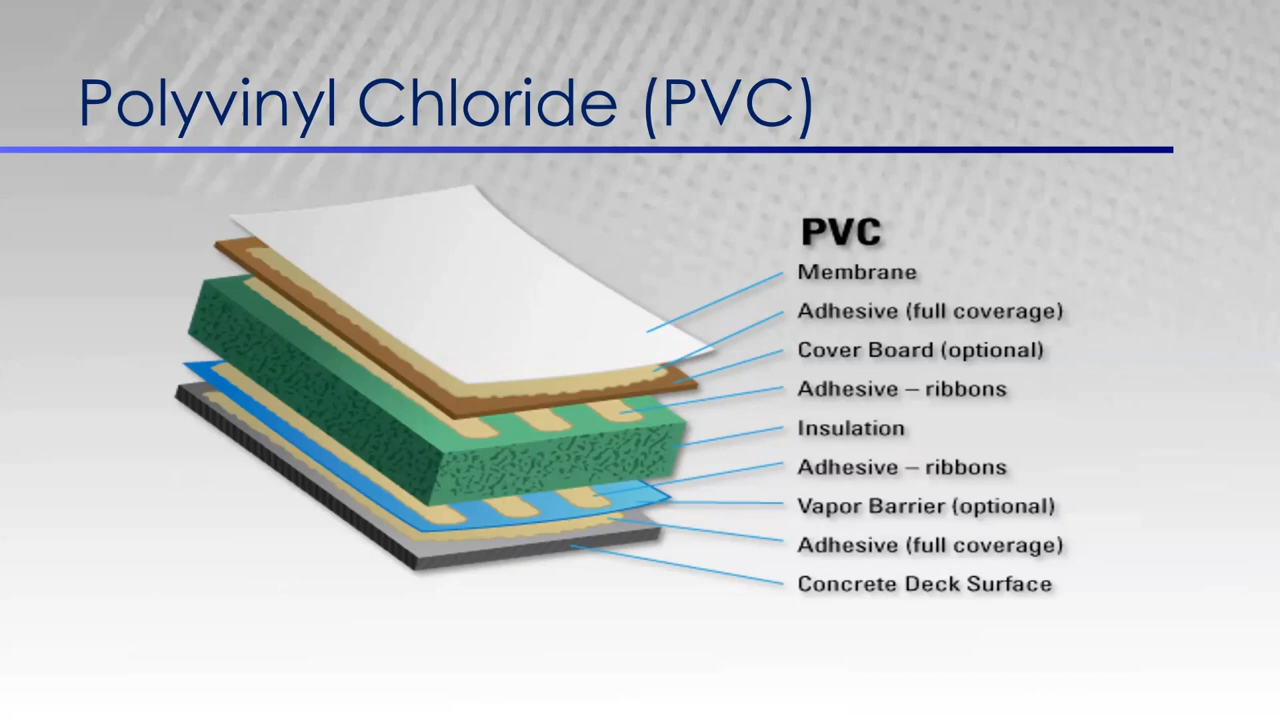 Polyvinyl Chloride (PVC)
PVC
Membrane
Adhesive (full coverage)
Cover Board (optional)
Adhesive – ribbons
Insulation
Adhesive – ribbons
Vapor Barrier (optional)
Adhesive (full coverage)
Concrete Deck Surface